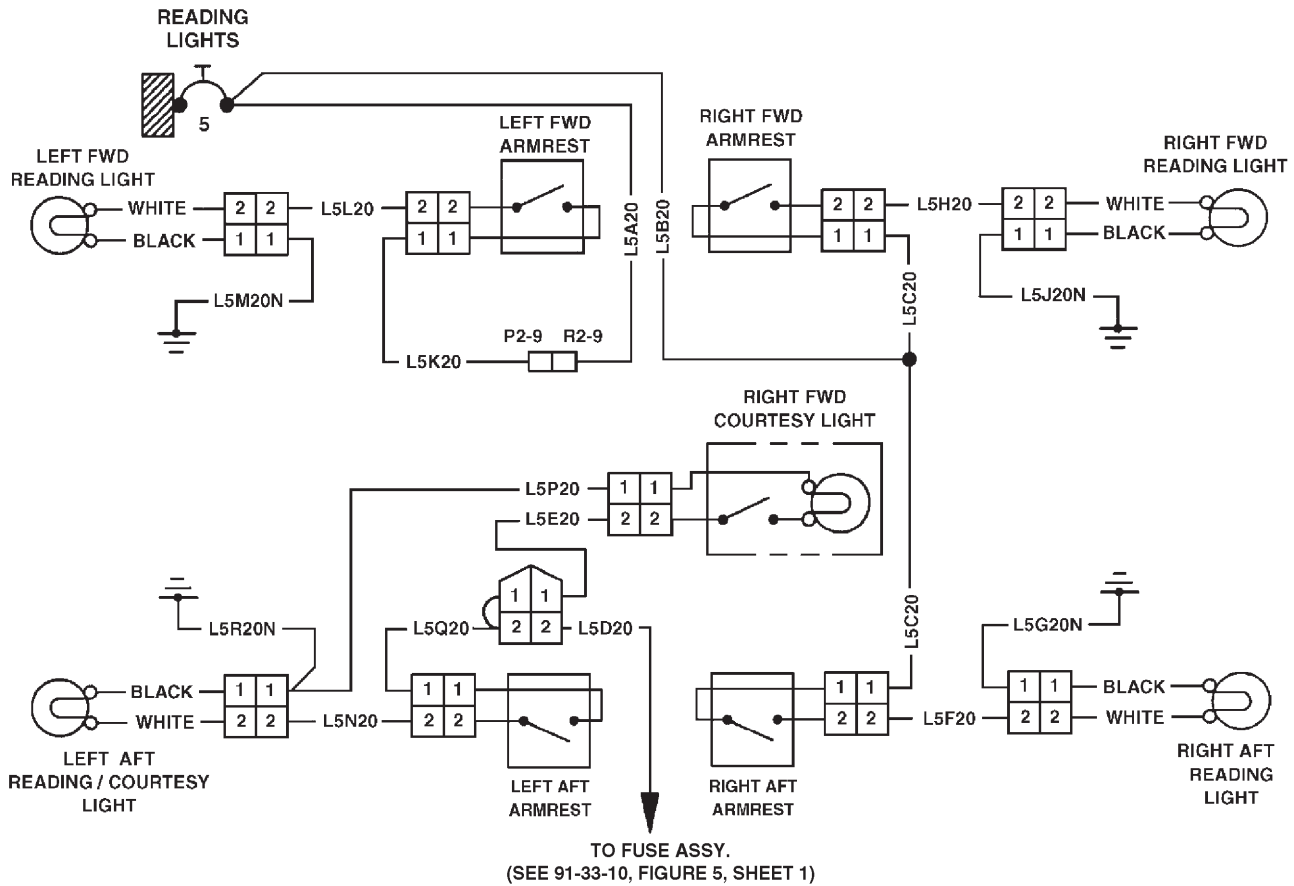 READING
LIGHTS
5
LEFT FWD
READING LIGHT
WHITE
BLACK
2 2
1 1
L5L20
L5M20N
2 2
1 1
LEFT FWD
ARMREST
L5A20
L5B20
L5K20
P2-9 R2-9
RIGHT FWD
ARMREST
2 2
1 1
L5H20
L5C20
2 2
1 1
RIGHT FWD
READING LIGHT
WHITE
BLACK
L5J20N
RIGHT FWD
COURTESY LIGHT
L5P20
L5E20
1 1
2 2
1 1
2 2
L5Q20
L5D20
L5R20N
BLACK
WHITE
1 1
2 2
L5N20
1 1
2 2
LEFT AFT
READING / COURTESY
LIGHT
LEFT AFT
ARMREST
RIGHT AFT
ARMREST
1 1
2 2
L5C20
L5F20
L5G20N
1 1
2 2
BLACK
WHITE
RIGHT AFT
READING
LIGHT
TO FUSE ASSY.
(SEE 91-33-10, FIGURE 5, SHEET 1)